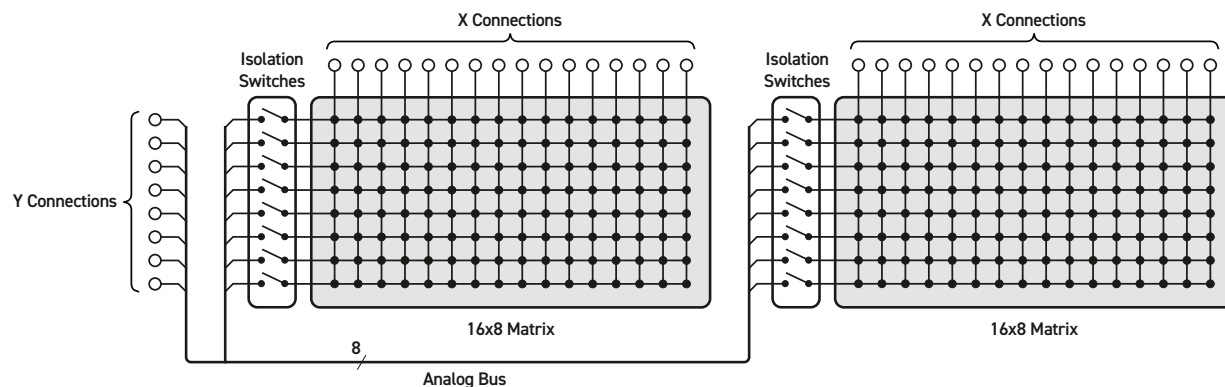 X Connections
X Connections
Isolation
Switches
Isolation
Switches
Y Connections
16x8 Matrix
16x8 Matrix
8
Analog Bus